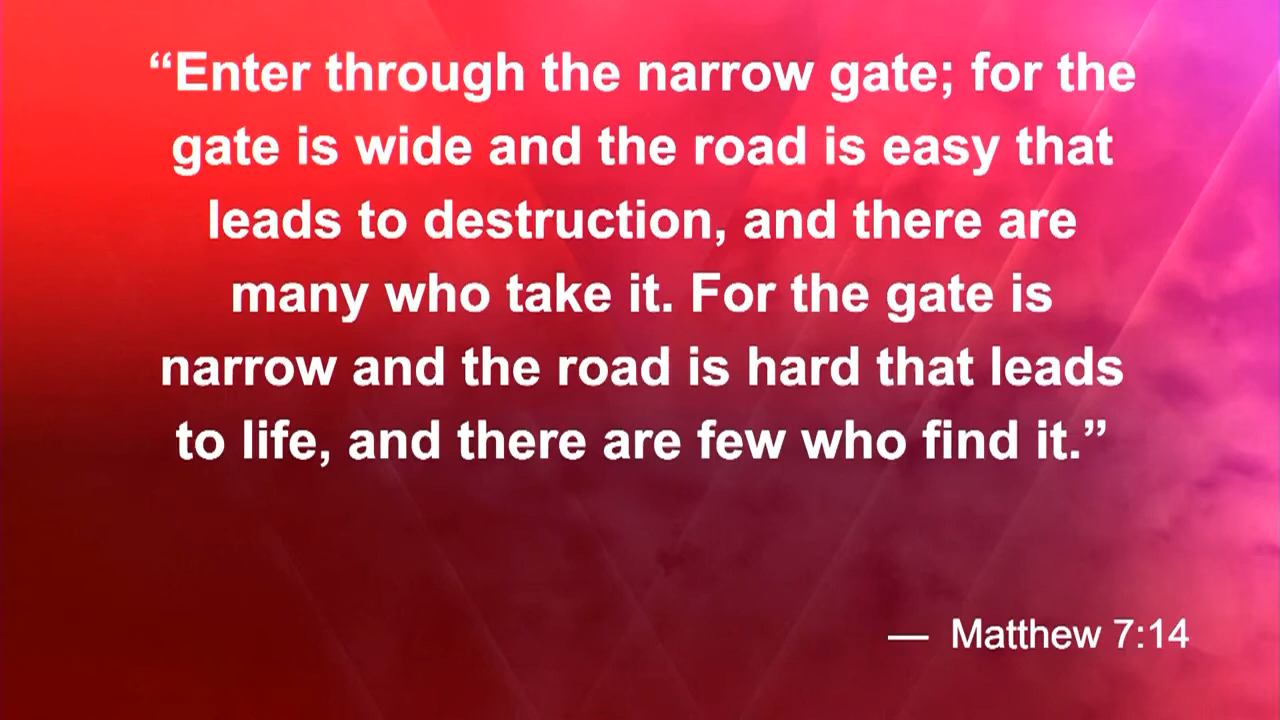 “Enter through the narrow gate; for the
gate is wide and the road is easy that
leads to destruction, and there are
many who take it. For the gate is
narrow and the road is hard that leads
to life, and there are few who find it.”
— Matthew 7:14